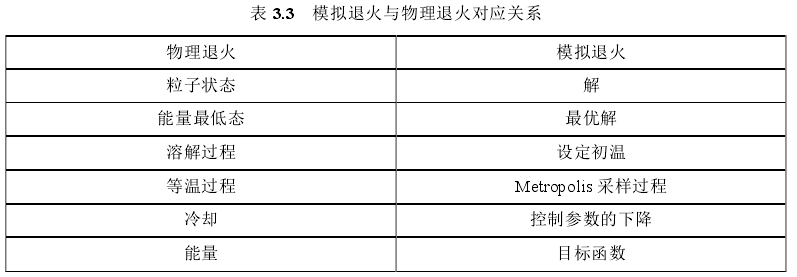 表 3.3 模拟退火与物理退火对应关系
物理退火 模拟退火
粒子状态 解
能量最低态 最优解
溶解过程 设定初温
等温过程 Metropolis 采样过程
冷却 控制参数的下降
能量 目标函数